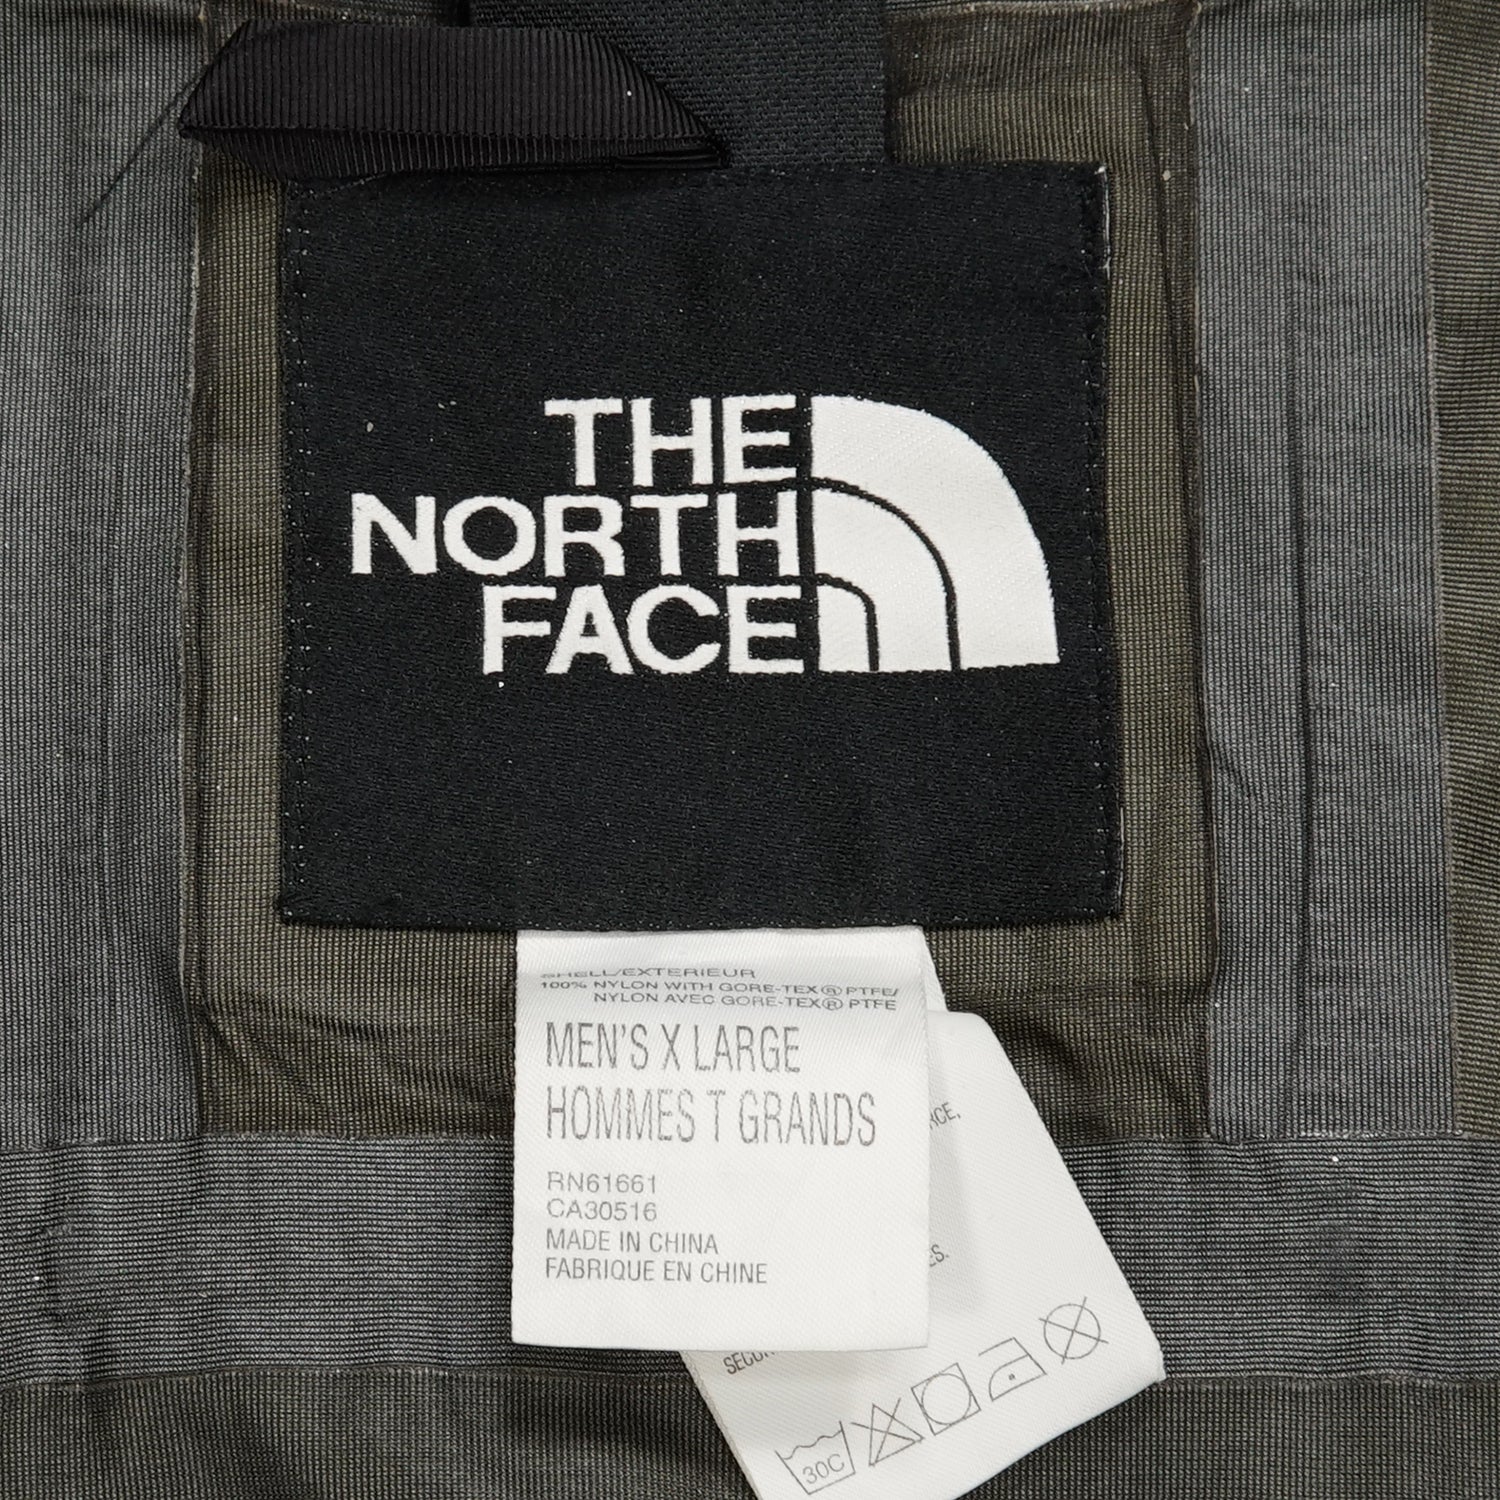 THE
NORTH
FACE
SHELL/EXTERIEUR
100% NYLON WITH GORE-TEX® PTFE/
NYLON AVEC GORE-TEX® PTFE
MEN'S X LARGE
HOMMES T GRANDS
RN61661
CA30516
MADE IN CHINA
FABRIQUE EN CHINE
30C